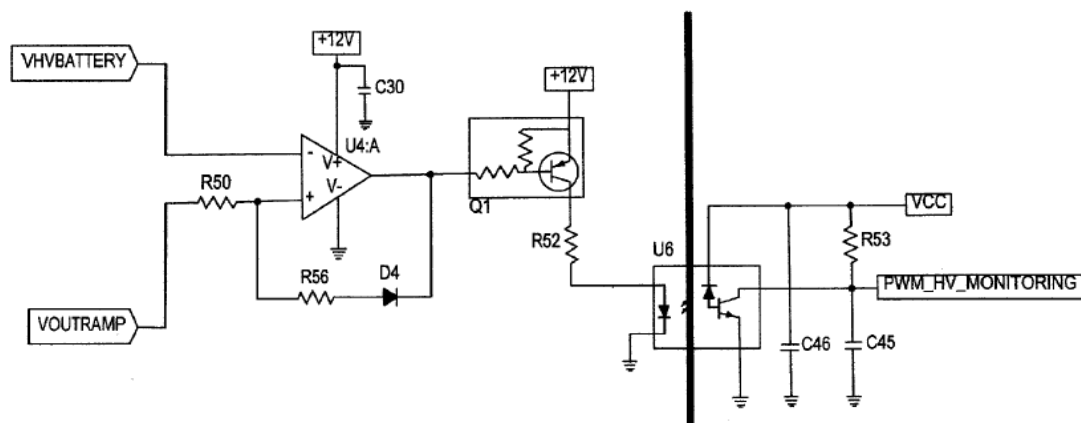 +12V
VHVBATTERY
C30
+12V
U4:A
-
V+
R50
V-
+
Q1
VCC
R52
U6
R53
R56
D4
PWM_HV_MONITORING
VOUTRAMP
C46
C45